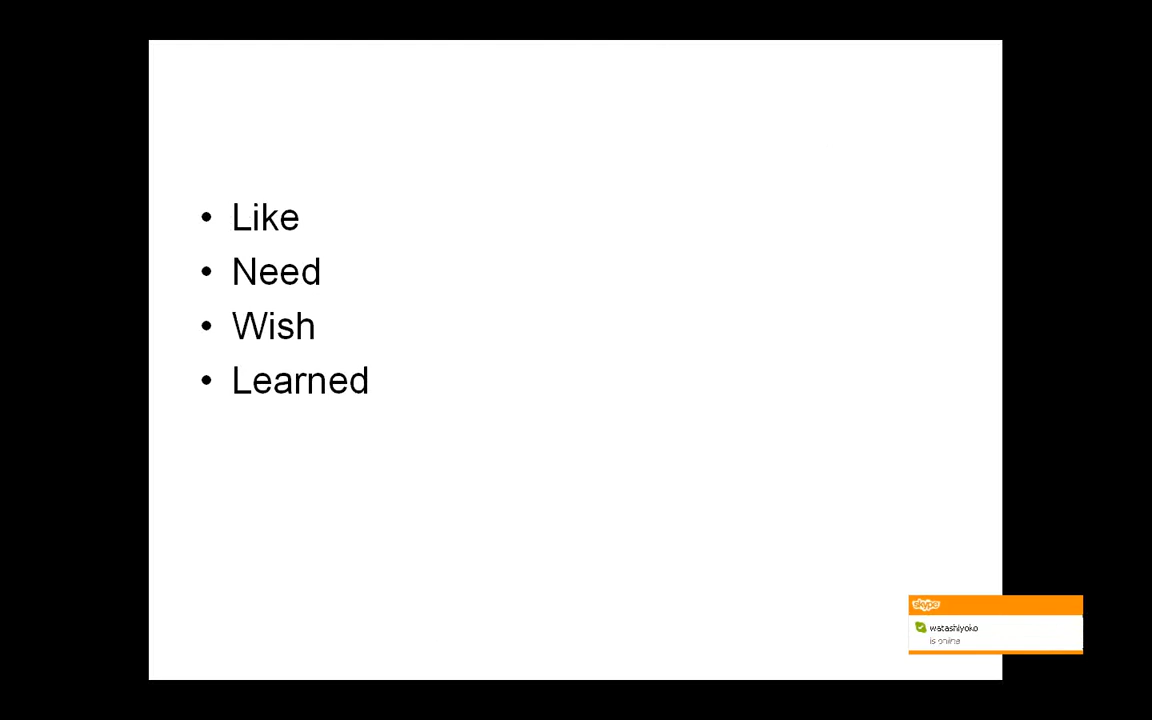 • Like
• Need
• Wish
• Learned
skype
watashiyoko
is online